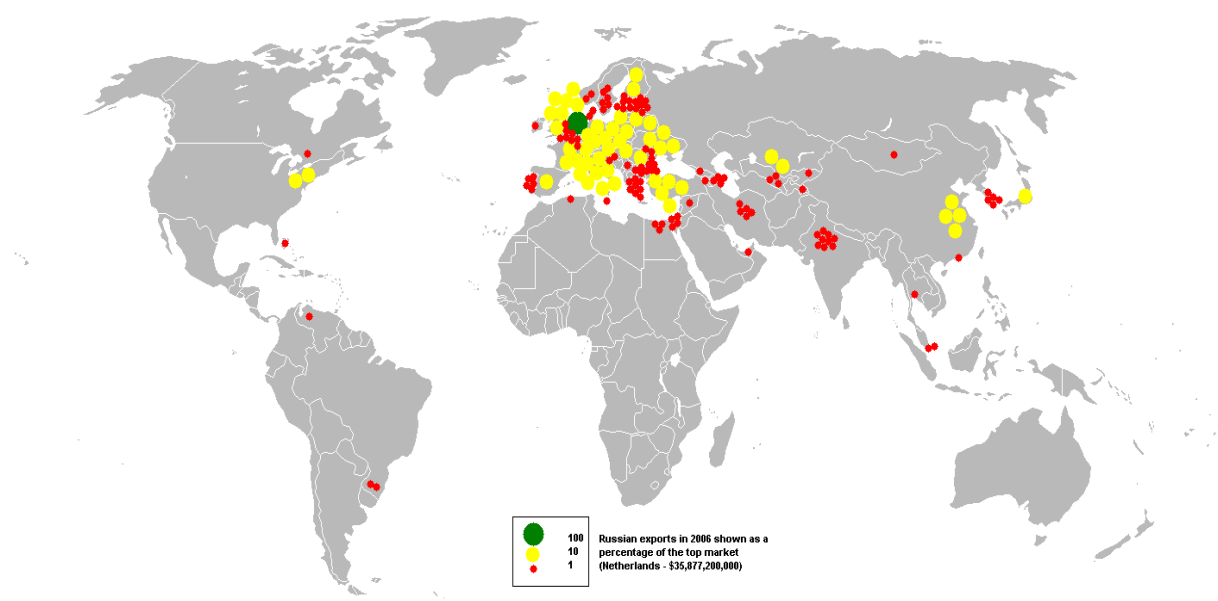 100
10
1
Russian exports in 2006 shown as a
percentage of the top market
(Netherlands - $35,877,200,000)